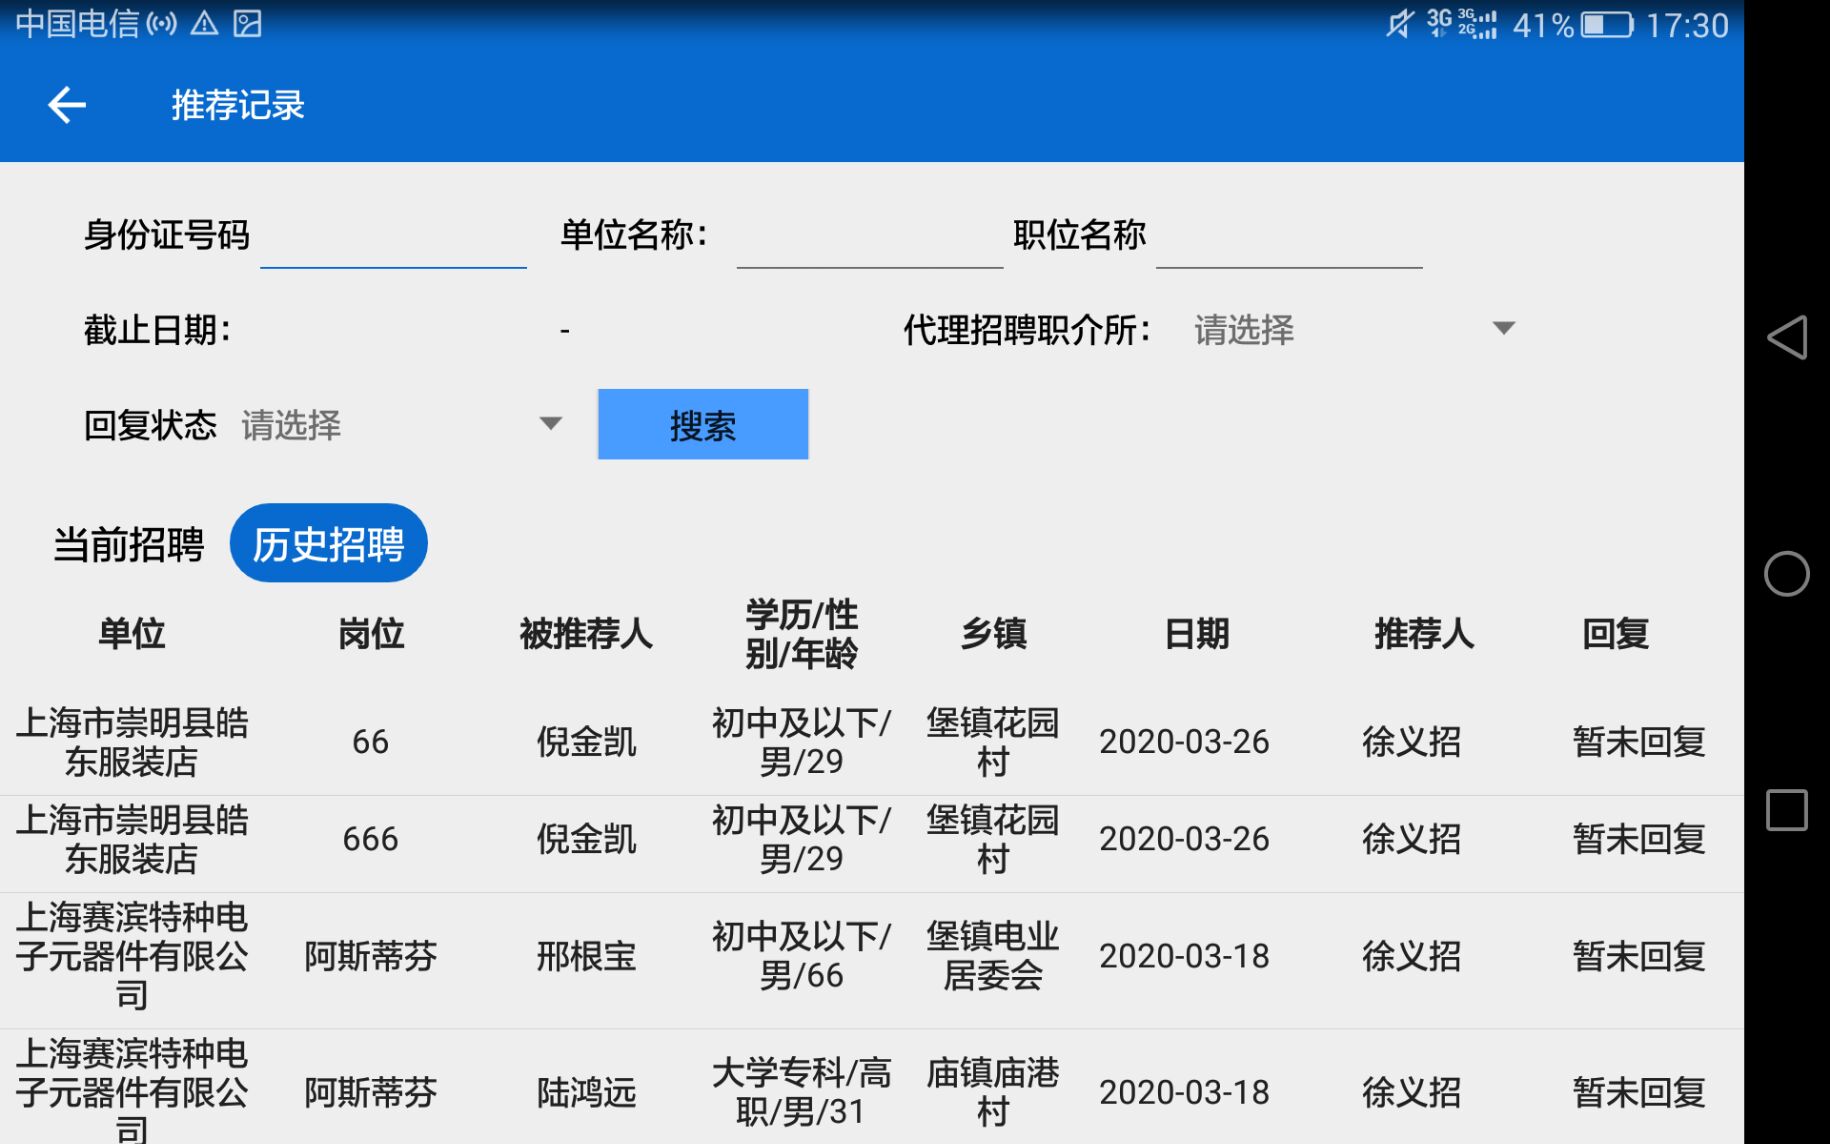 中国电信 3G 3G 2G 41% 17:30
推荐记录
身份证号码 单位名称： 职位名称
截止日期： - 代理招聘职介所： 请选择
回复状态 请选择 搜索
当前招聘 历史招聘
单位 岗位 被推荐人 学历/性 乡镇 日期 推荐人 回复
别/年龄
上海市崇明县皓 66 倪金凯 初中及以下/ 堡镇花园 2020-03-26 徐义招 暂未回复
东服装店 男/29 村
上海市崇明县皓 666 倪金凯 初中及以下/ 堡镇花园 2020-03-26 徐义招 暂未回复
东服装店 男/29 村
上海赛滨特种电 阿斯蒂芬 邢根宝 初中及以下/ 堡镇电业 2020-03-18 徐义招 暂未回复
子元器件有限公 男/66 居委会
司
上海赛滨特种电 阿斯蒂芬 陆鸿远 大学专科/高 庙镇庙港 2020-03-18 徐义招 暂未回复
子元器件有限公 职/男/31 村
司